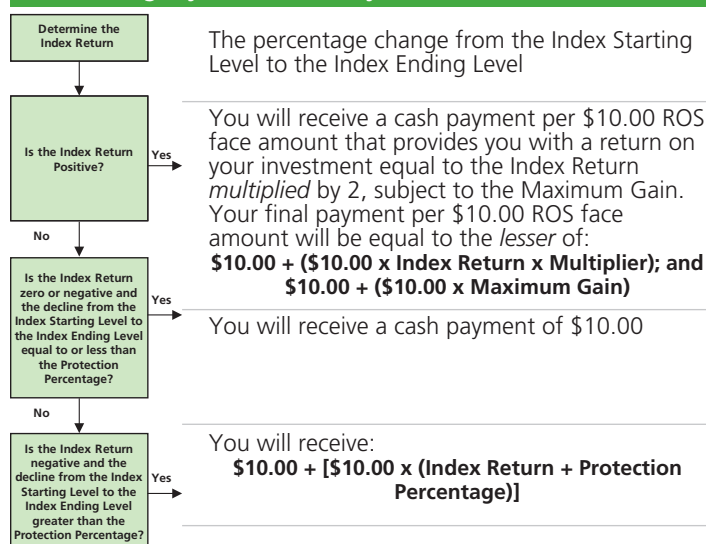 Determine the
Index Return
The percentage change from the Index Starting
Level to the Index Ending Level
Is the Index Return
Positive?
Yes
You will receive a cash payment per $10.00 ROS
face amount that provides you with a return on
your investment equal to the Index Return
multiplied by 2, subject to the Maximum Gain.
Your final payment per $10.00 ROS face
amount will be equal to the lesser of:
$10.00 + ($10.00 x Index Return x Multiplier); and
$10.00 + ($10.00 x Maximum Gain)
No
Is the Index Return
zero or negative and
the decline from the
Index Starting Level to
the Index Ending Level
equal to or less than
the Protection
Percentage?
Yes
You will receive a cash payment of $10.00
No
Is the Index Return
negative and the
decline from the Index
Starting Level to the
Index Ending Level
greater than the
Protection Percentage?
Yes
You will receive:
$10.00 + [$10.00 x (Index Return + Protection
Percentage)]